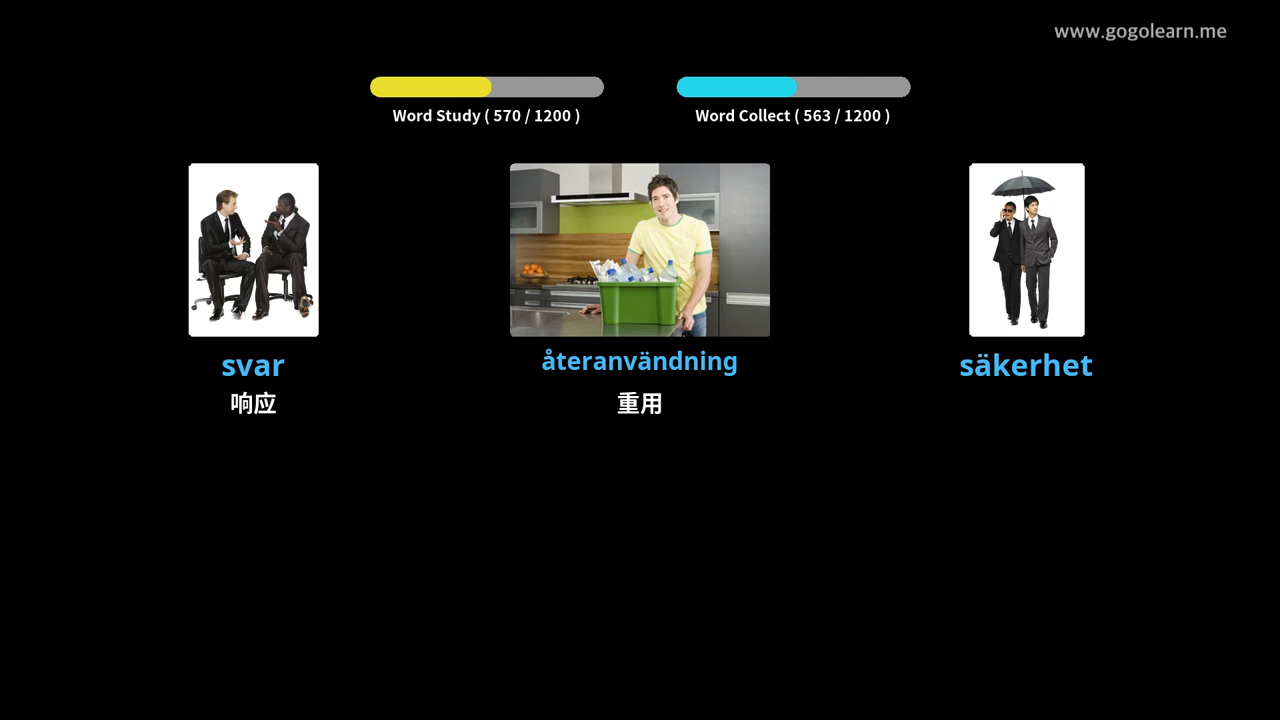 www.gogolearn.me
Word Study ( 570 / 1200 )
Word Collect ( 563 / 1200 )
svar
återanvändning
säkerhet
响应
重用